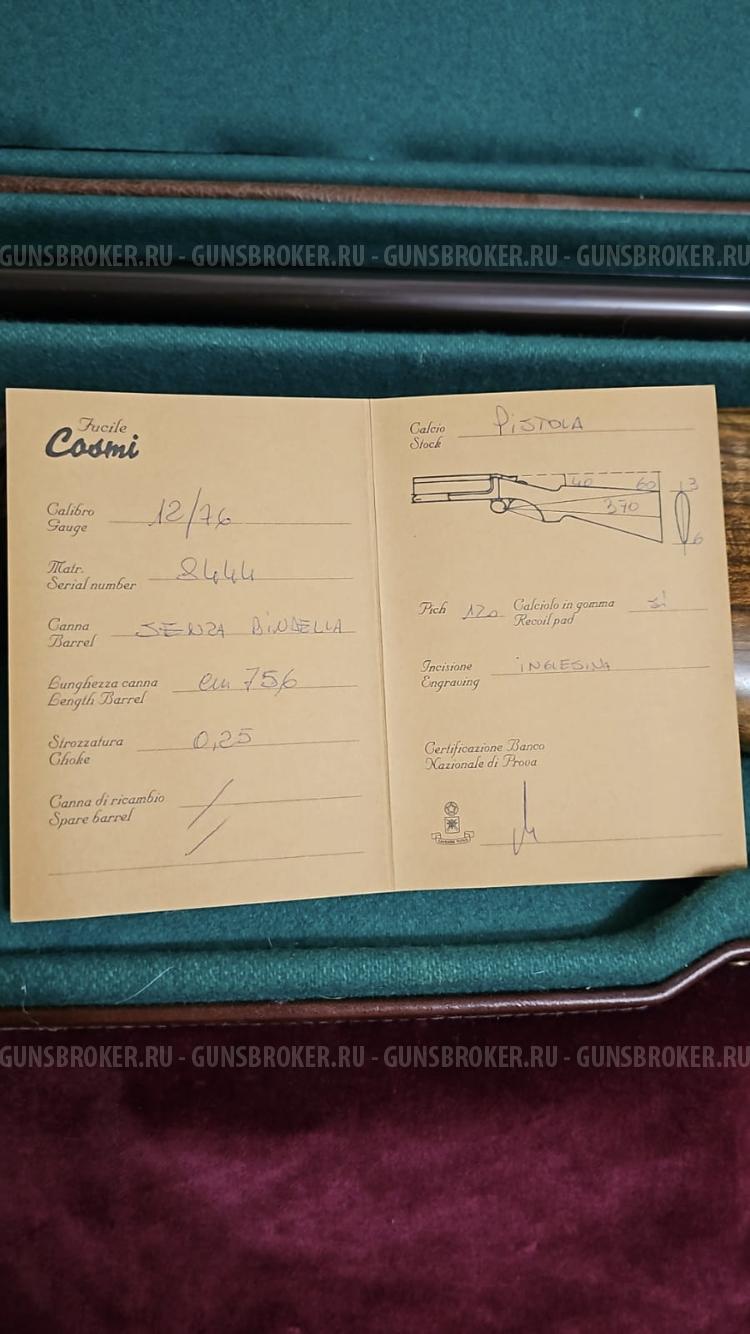 GUNSBROKER.RU - GUNSBROKER.RU - GUNSBROKER.RU - GUNSBROKER.RU
Fucile
Cosmi
Calibro 12/76
Gauge
Matr. 8444
Serial number
Canna SENZA BINDELLA
Barrel
Lunghezza canna cm 756
Length Barrel
Strozzatura 0,25
Choke
Canna di ricambio
Spare barrel
Calcio PISTOLA
Stock
40 60 3
370
6
Pich 120 Calciolo in gomma si
Recoil pad
Incisione INGLESINA
Engraving
Certificazione Banco
Nazionale di Prova
GUNSBROKER.RU - GUNSBROKER.RU - GUNSBROKER.RU - GUNSBROKER.RU